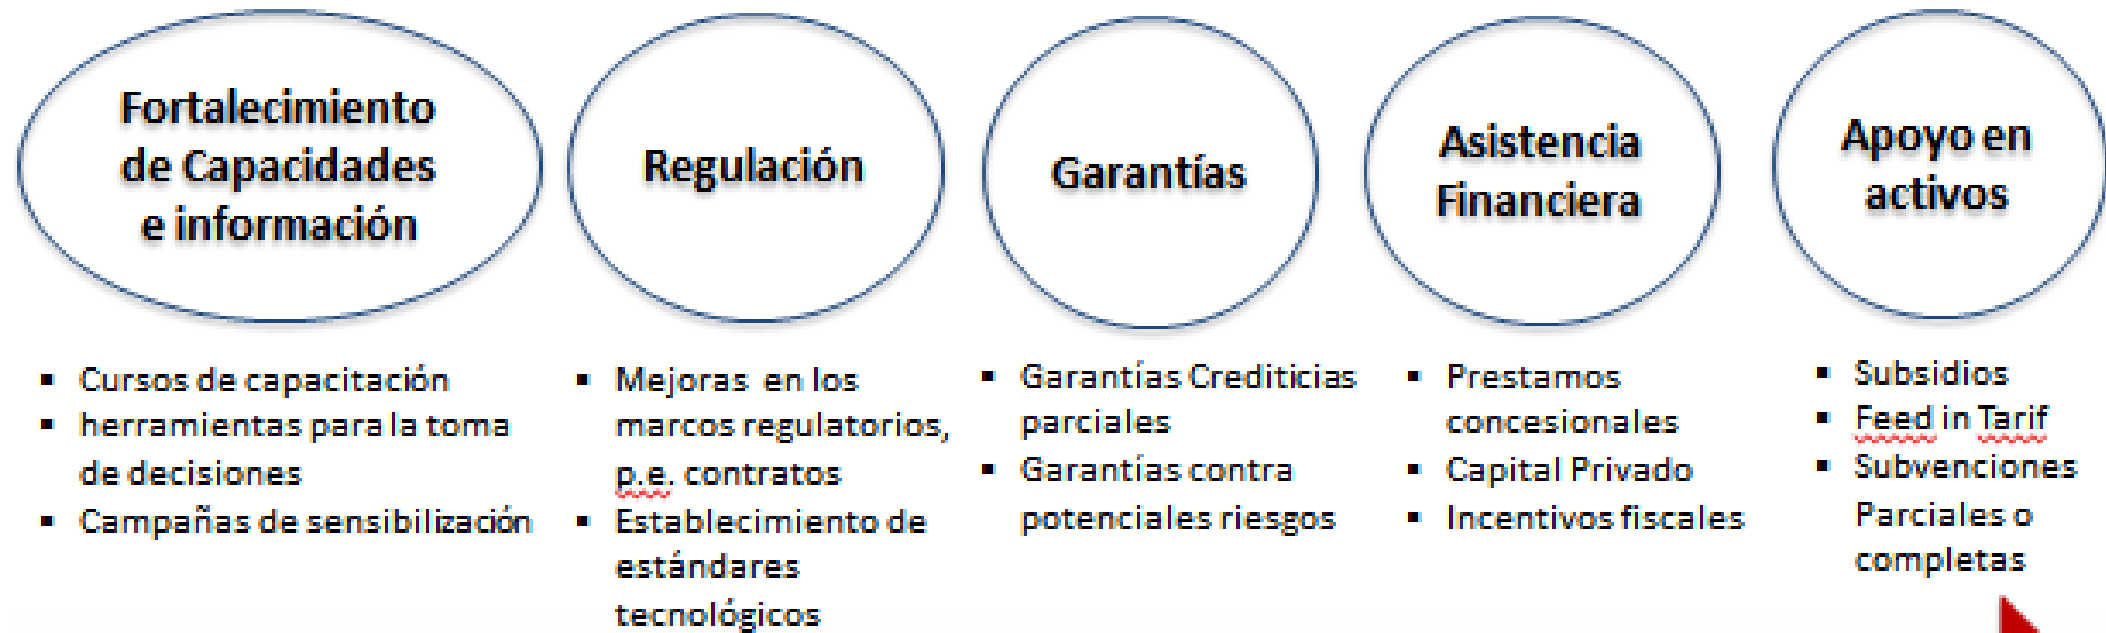 Fortalecimiento
de Capacidades
e información
Regulación
Garantías
Asistencia
Financiera
Apoyo en
activos
▪ Cursos de capacitación
▪ herramientas para la toma
de decisiones
▪ Campañas de sensibilización
▪ Mejoras en los
marcos regulatorios,
p.e. contratos
▪ Establecimiento de
estándares
tecnológicos
▪ Garantías Crediticias
parciales
▪ Garantías contra
potenciales riesgos
▪ Prestamos
concesionales
▪ Capital Privado
▪ Incentivos fiscales
▪ Subsidios
▪ Feed in Tarif
▪ Subvenciones
Parciales o
completas